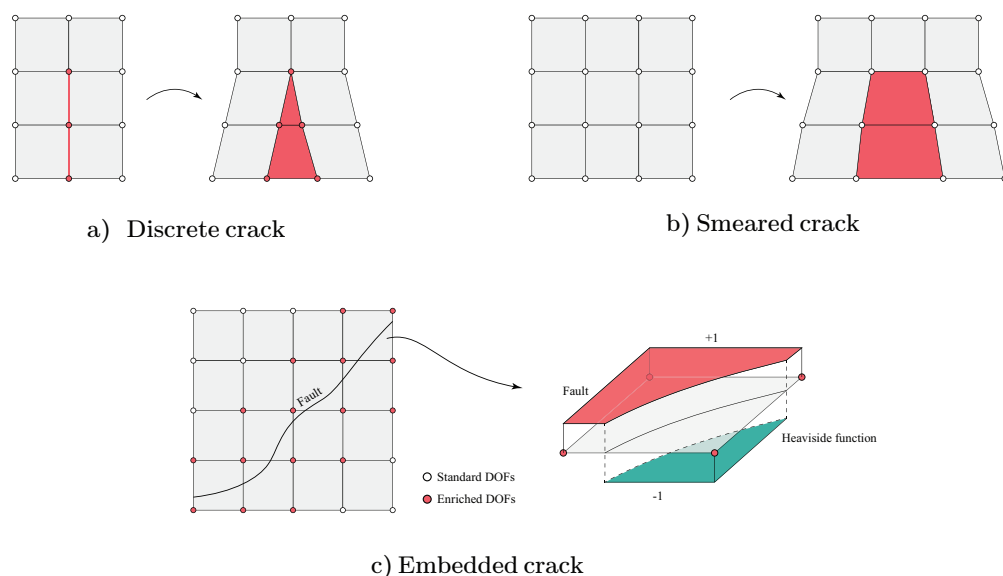 a) Discrete crack
b) Smeared crack
Fault
Standard DOFs
Enriched DOFs
+1
Fault
Heaviside function
-1
c) Embedded crack